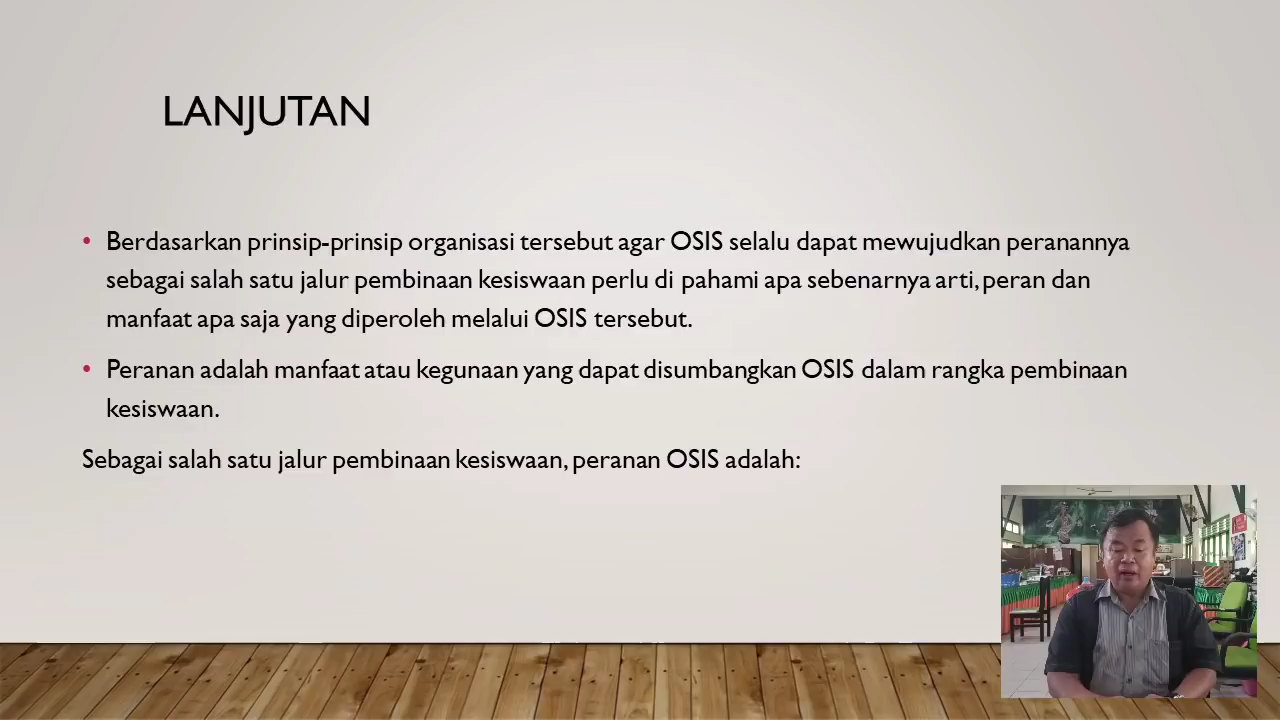 LANJUTAN
• Berdasarkan prinsip-prinsip organisasi tersebut agar OSIS selalu dapat mewujudkan peranannya
sebagai salah satu jalur pembinaan kesiswaan perlu di pahami apa sebenarnya arti, peran dan
manfaat apa saja yang diperoleh melalui OSIS tersebut.
• Peranan adalah manfaat atau kegunaan yang dapat disumbangkan OSIS dalam rangka pembinaan
kesiswaan.
Sebagai salah satu jalur pembinaan kesiswaan, peranan OSIS adalah: